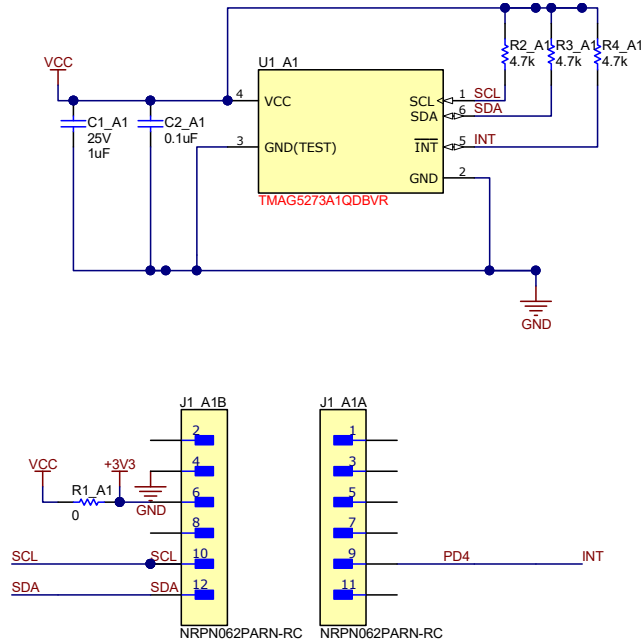 R2_A1 R3_A1 R4_A1
4.7k 4.7k 4.7k
VCC
U1_A1
C1_A1
25V
1uF
C2_A1
0.1uF
4 VCC
3 GND(TEST)
SCL 1 SCL
SDA 6 SDA
INT 5 INT
GND 2
TMAG5273A1QDBVR
GND
J1_A1B
J1_A1A
2
4
6
8
10
12
1
3
5
7
9
11
VCC
+3V3
R1_A1
0
GND
SCL SCL
SDA SDA
PD4 INT
NRPN062PARN-RC
NRPN062PARN-RC